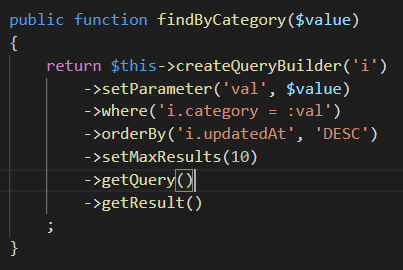 public function findByCategory($value)
{
    return $this->createQueryBuilder('i')
        ->setParameter('val', $value)
        ->where('i.category = :val')
        ->orderBy('i.updatedAt', 'DESC')
        ->setMaxResults(10)
        ->getQuery()
        ->getResult()
    ;
}